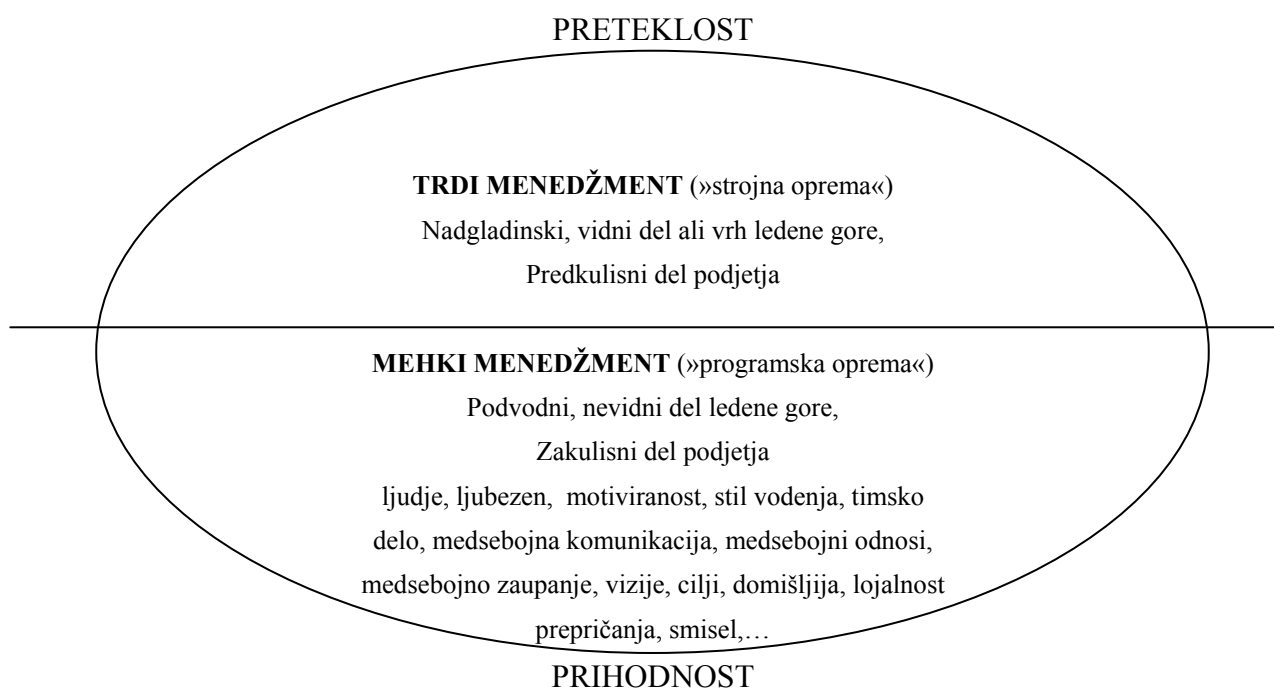 PRETEKLOST
TRDI MENEDŽMENT (»strojna oprema«)
Nadgladinski, vidni del ali vrh ledene gore,
Predkulisni del podjetja
MEHKI MENEDŽMENT (»programska oprema«)
Podvodni, nevidni del ledene gore,
Zakulisni del podjetja
ljudje, ljubezen, motiviranost, stil vodenja, timsko
delo, medsebojna komunikacija, medsebojni odnosi,
medsebojno zaupanje, vizije, cilji, domišljija, lojalnost
prepričanja, smisel,…
PRIHODNOST